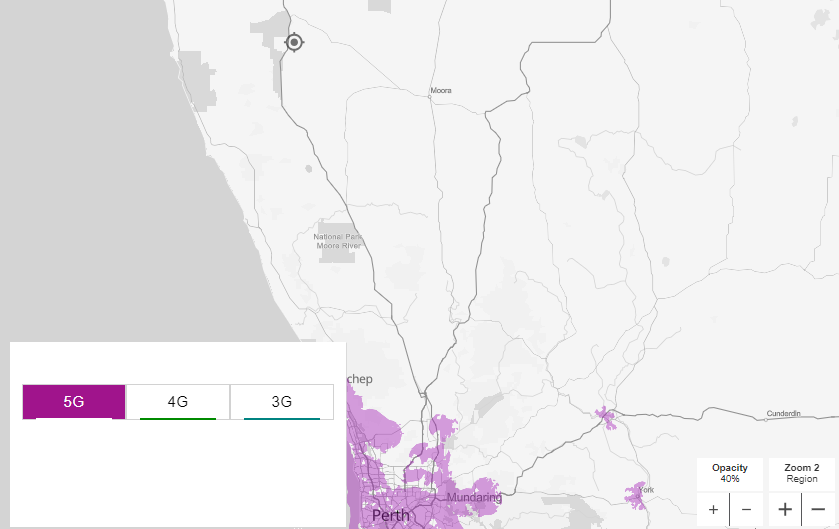 Moora
National Park
Moore River
chep
5G
4G
3G
Cunderdin
Opacity
40%
Zoom 2
Region
York
Mundaring
+
−
+
−
Perth